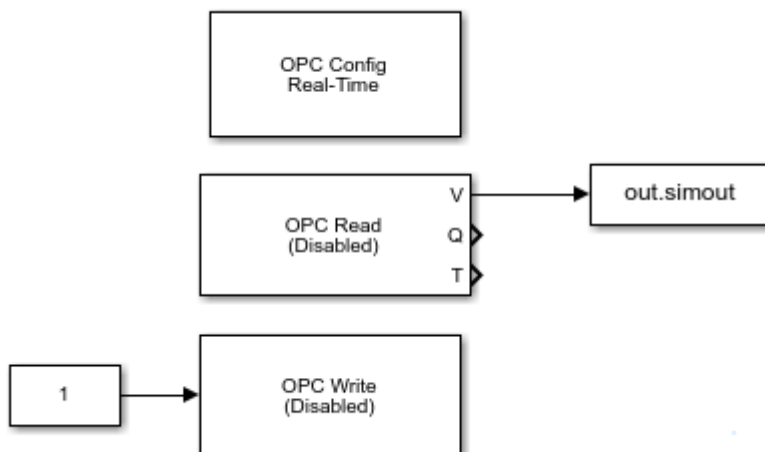 OPC Config
Real-Time
V
out.simout
OPC Read
(Disabled)
Q
T
1
OPC Write
(Disabled)